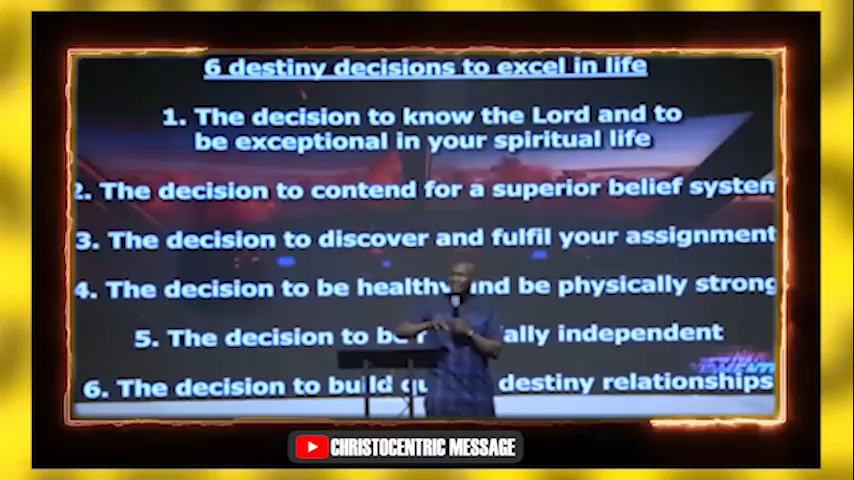 6 destiny decisions to excel in life
1. The decision to know the Lord and to
be exceptional in your spiritual life
2. The decision to contend for a superior belief system
3. The decision to discover and fulfil your assignment
4. The decision to be healthy and be physically strong
5. The decision to be ally independent
6. The decision to build destiny relationships
CHRISTOCENTRIC MESSAGE